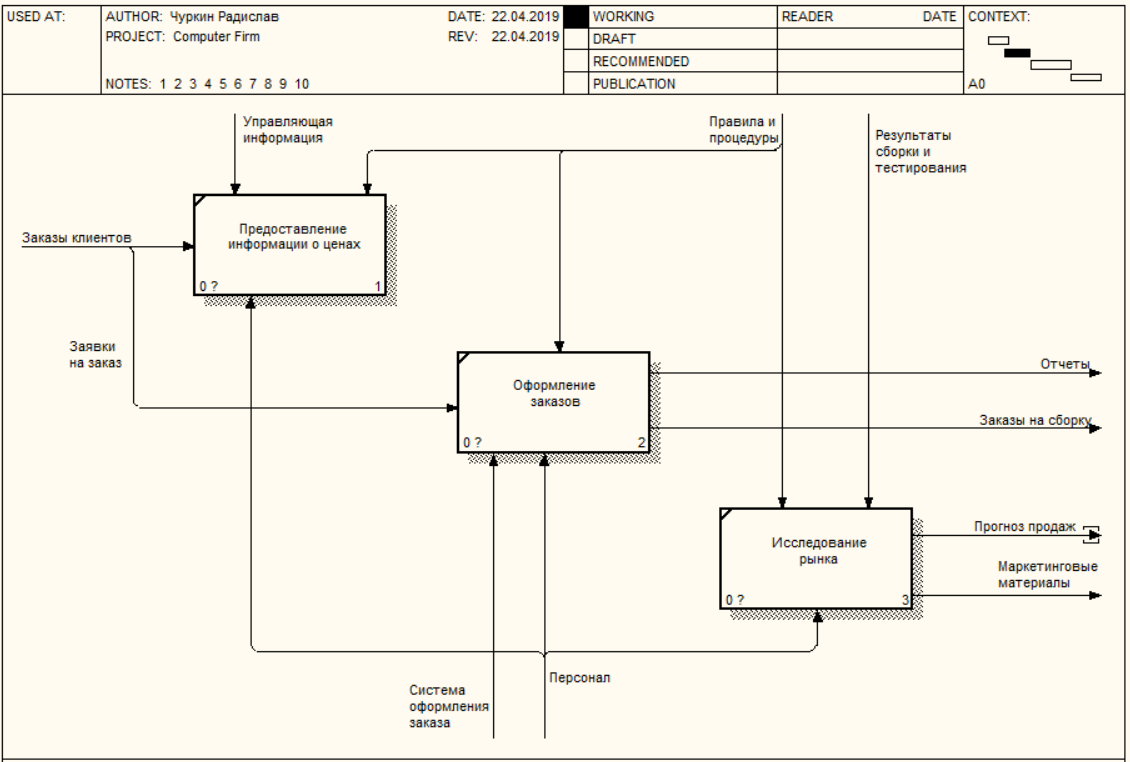 USED AT:
AUTHOR: Чуркин Радислав
DATE: 22.04.2019
PROJECT: Computer Firm
REV: 22.04.2019
NOTES: 1 2 3 4 5 6 7 8 9 10
WORKING
DRAFT
RECOMMENDED
PUBLICATION
READER
DATE
CONTEXT:
A0
Управляющая
информация
Правила и
процедуры
Результаты
сборки и
тестирования
Заказы клиентов
Предоставление
информации о ценах
0 ?
1
Заявки
на заказ
Оформление
заказов
0 ?
2
Отчеты
Заказы на сборку
Исследование
рынка
0 ?
3
Прогноз продаж
Маркетинговые
материалы
Персонал
Система
оформления
заказа